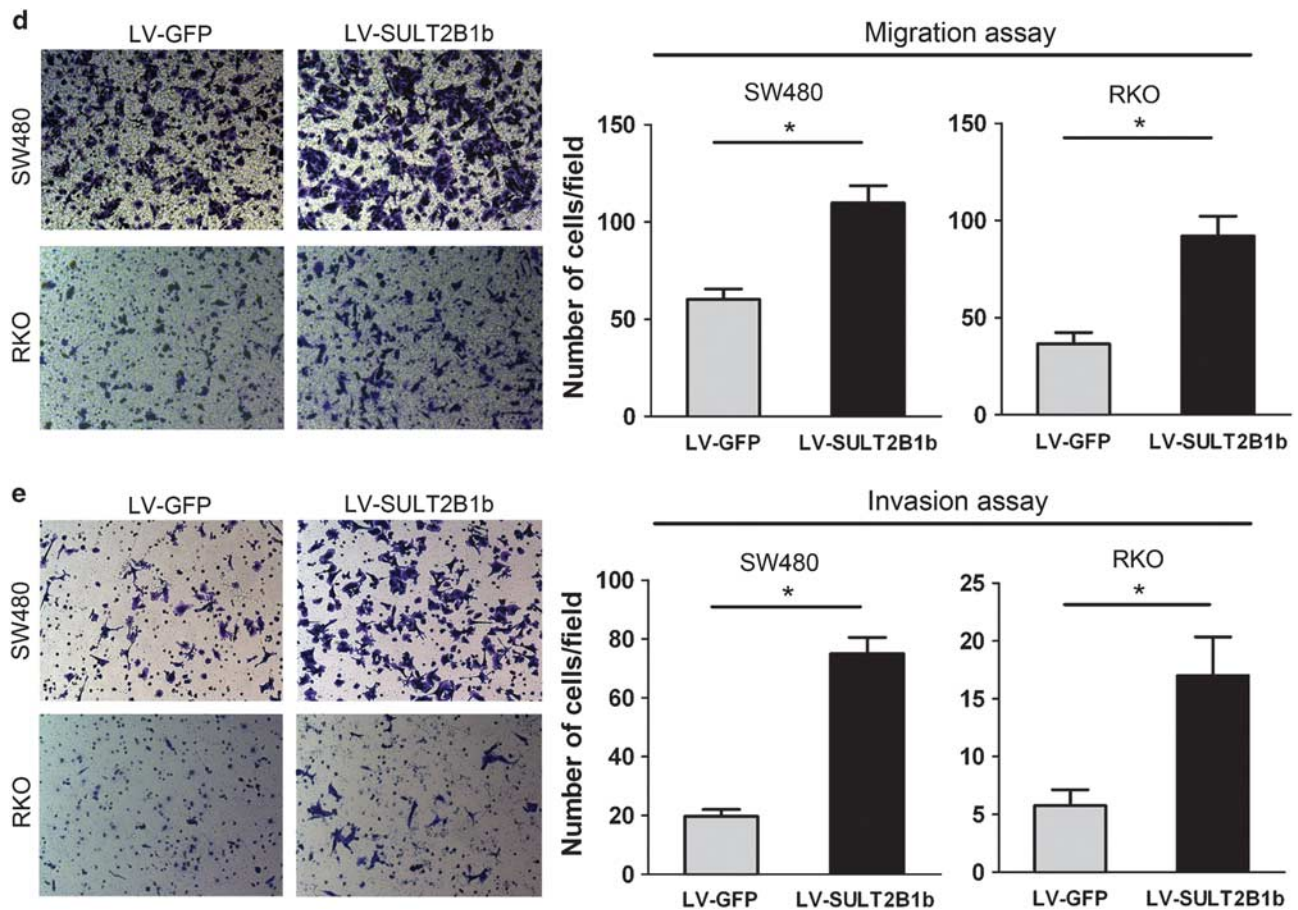 d
LV-GFP LV-SULT2B1b
SW480
RKO
Migration assay
SW480
RKO
Number of cells/field
150
100
50
0
*
LV-GFP LV-SULT2B1b
150
100
50
0
*
LV-GFP LV-SULT2B1b
e
LV-GFP LV-SULT2B1b
SW480
RKO
Invasion assay
SW480
RKO
Number of cells/field
100
80
60
40
20
0
*
LV-GFP LV-SULT2B1b
25
20
15
10
5
0
*
LV-GFP LV-SULT2B1b